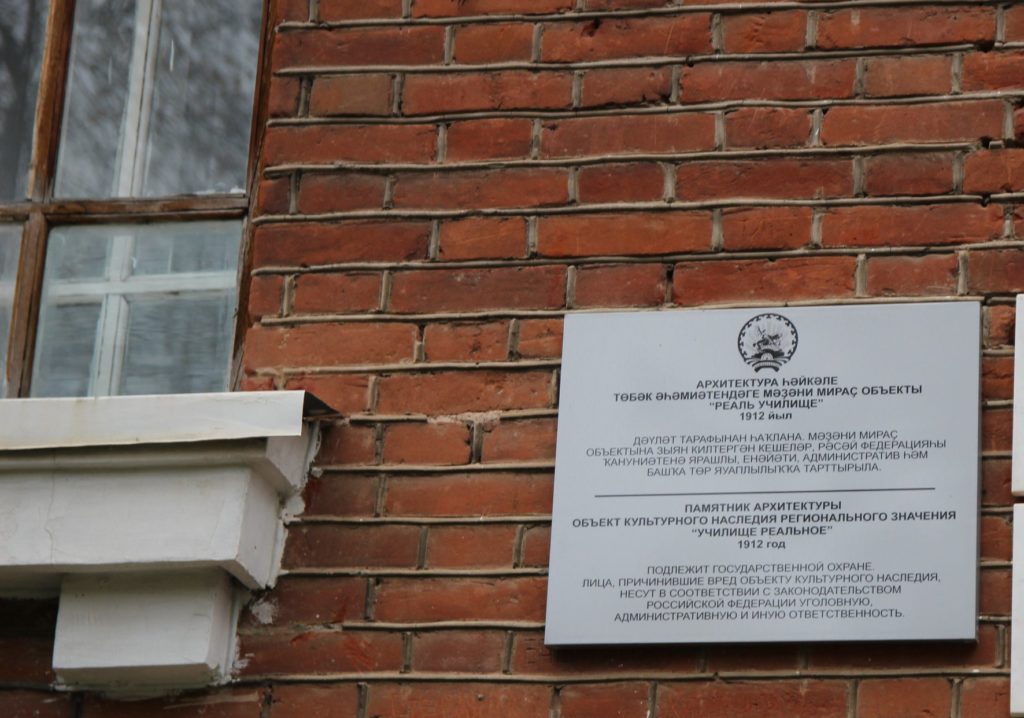 АРХИТЕКТУРА ҺӘЙКӘЛЕ
ТӨБӘК ӘҺӘМИӘТЕНДӘГЕ МӘҘӘНИ МИРАҪ ОБЪЕКТЫ
“РЕАЛЬ УЧИЛИЩЕ”
1912 йыл
ДӘҮЛӘТ ТАРАФЫНАН ҺАҠЛАНА. МӘҘӘНИ МИРАҪ
ОБЪЕКТЫНА ЗЫЯН КИЛТЕРГӘН КЕШЕЛӘР, РӘСӘЙ ФЕДЕРАЦИЯҺЫ
ҠАНУНИӘТЕНӘ ЯРАШЛЫ, ЕНӘЙӘТИ, АДМИНИСТРАТИВ ҺӘМ
БАШҠА ТӨР ЯУАПЛЫЛЫҠҠА ТАРТТЫРЫЛА.
ПАМЯТНИК АРХИТЕКТУРЫ
ОБЪЕКТ КУЛЬТУРНОГО НАСЛЕДИЯ РЕГИОНАЛЬНОГО ЗНАЧЕНИЯ
“УЧИЛИЩЕ РЕАЛЬНОЕ”
1912 год
ПОДЛЕЖИТ ГОСУДАРСТВЕННОЙ ОХРАНЕ.
ЛИЦА, ПРИЧИНИВШИЕ ВРЕД ОБЪЕКТУ КУЛЬТУРНОГО НАСЛЕДИЯ,
НЕСУТ В СООТВЕТСТВИИ С ЗАКОНОДАТЕЛЬСТВОМ
РОССИЙСКОЙ ФЕДЕРАЦИИ УГОЛОВНУЮ,
АДМИНИСТРАТИВНУЮ И ИНУЮ ОТВЕТСТВЕННОСТЬ.